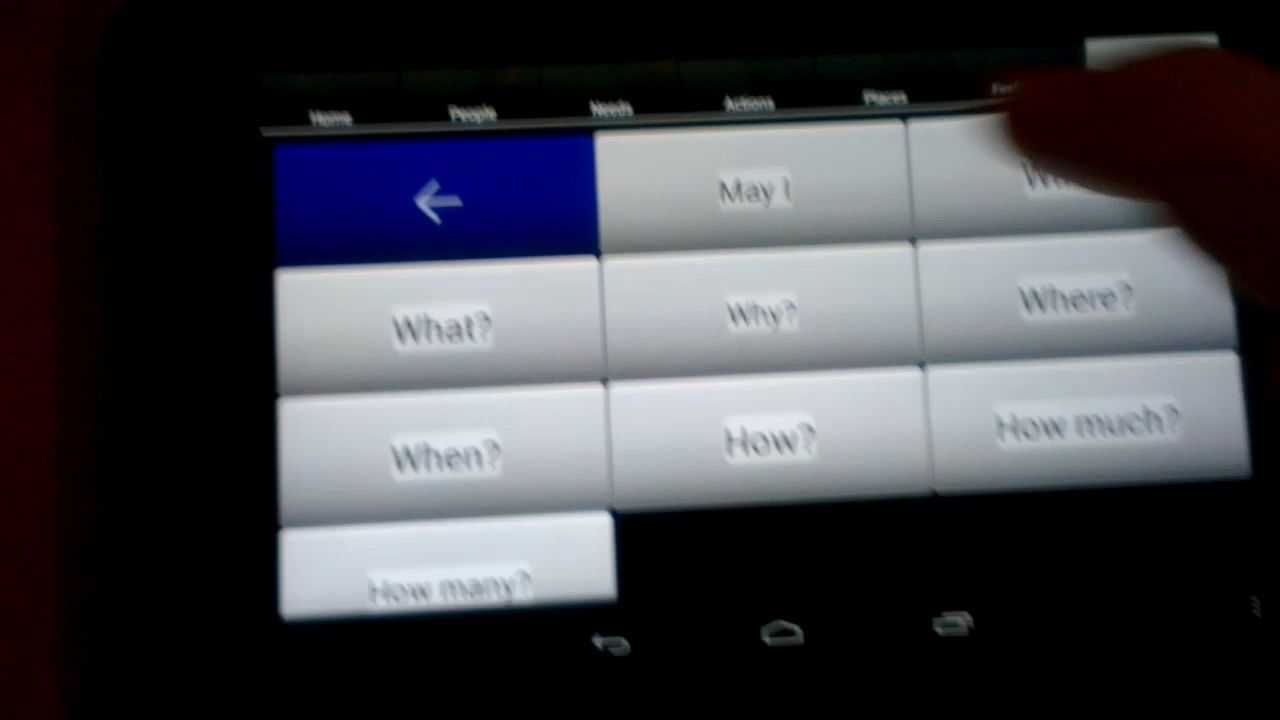 Home People Needs Actions Places
May I
What? Why? Where?
When? How? How much?
How many?